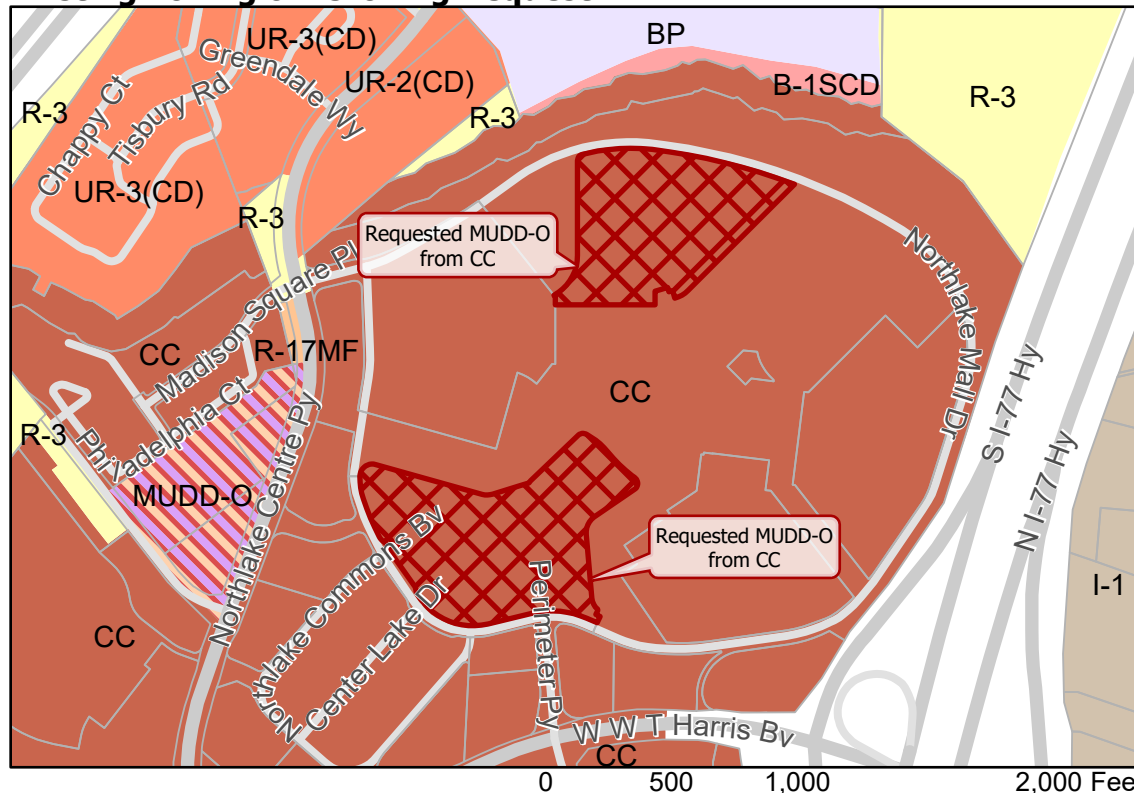 UR-3(CD)
BP
Greendale Wy
UR-2(CD)
B-1SCD
R-3
R-3
R-3
Chappy Ct
Tisbury Rd
UR-3(CD)
R-3
Requested MUDD-O
from CC
Madison Square Pl
Northlake Mall Dr
CC
R-17MF
CC
S I-77 Hy
R-3
Philadelphia Ct
MUDD-O
Northlake Centre Py
N I-77 Hy
Requested MUDD-O
from CC
Northlake Commons Bv
N Center Lake Dr
Perimeter Py
I-1
CC
W W T Harris Bv
CC
0 500 1,000 2,000 Fee